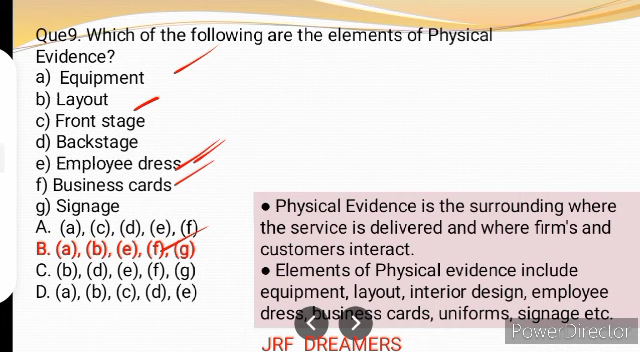 Que9. Which of the following are the elements of Physical
Evidence?
a) Equipment
b) Layout
c) Front stage
d) Backstage
e) Employee dress
f) Business cards
g) Signage
A. (a), (c), (d), (e), (f)
B. (a), (b), (e), (f), (g)
C. (b), (d), (e), (f), (g)
D. (a), (b), (c), (d), (e)
● Physical Evidence is the surrounding where
the service is delivered and where firm's and
customers interact.
● Elements of Physical evidence include
equipment, layout, interior design, employee
dress, business cards, uniforms, signage etc.
PowerDirector
JRF DREAMERS